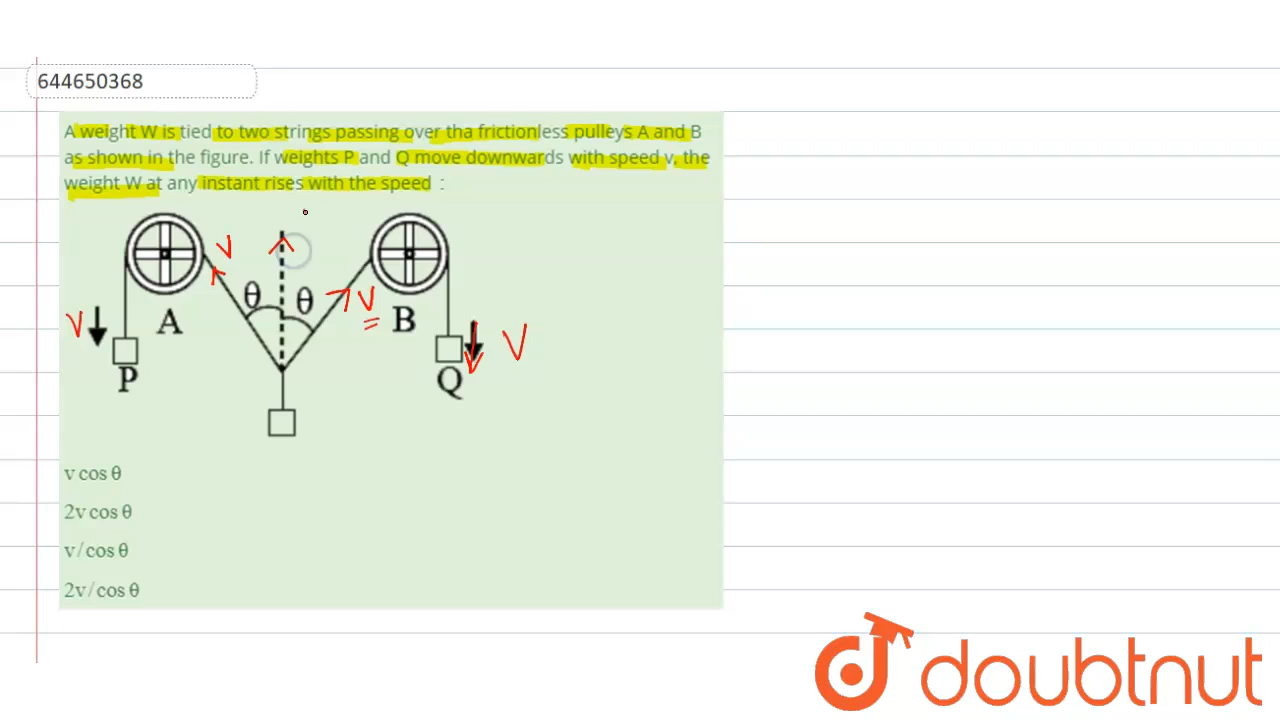 644650368
A weight W is tied to two strings passing over tha frictionless pulleys A and B
as shown in the figure. If weights P and Q move downwards with speed v, the
weight W at any instant rises with the speed :
V
θ θ
V
V A B V
P Q
v cos θ
2v cos θ
v/cos θ
2v/cos θ
doubtnut